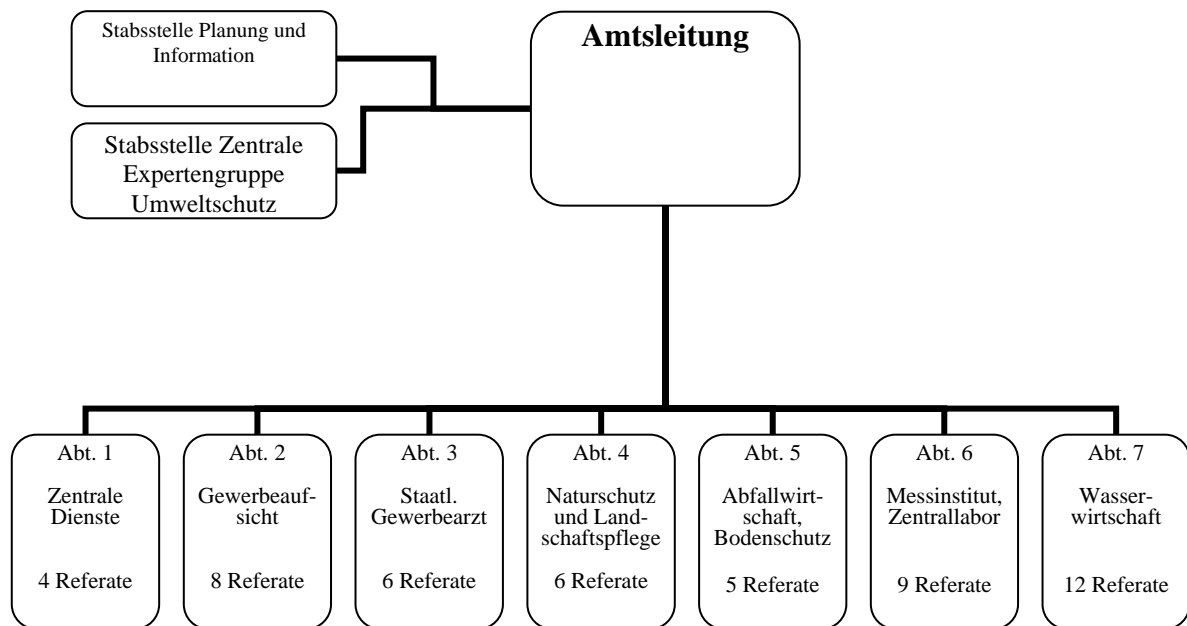 Stabsstelle Planung und
Information
Amtsleitung
Stabsstelle Zentrale
Expertengruppe
Umweltschutz
Abt. 1
Zentrale
Dienste
4 Referate
Abt. 2
Gewerbeauf-
sicht
8 Referate
Abt. 3
Staatl.
Gewerbearzt
6 Referate
Abt. 4
Naturschutz
und Land-
schaftspflege
6 Referate
Abt. 5
Abfallwirt-
schaft,
Bodenschutz
5 Referate
Abt. 6
Messinstitut,
Zentrallabor
9 Referate
Abt. 7
Wasser-
wirtschaft
12 Referate